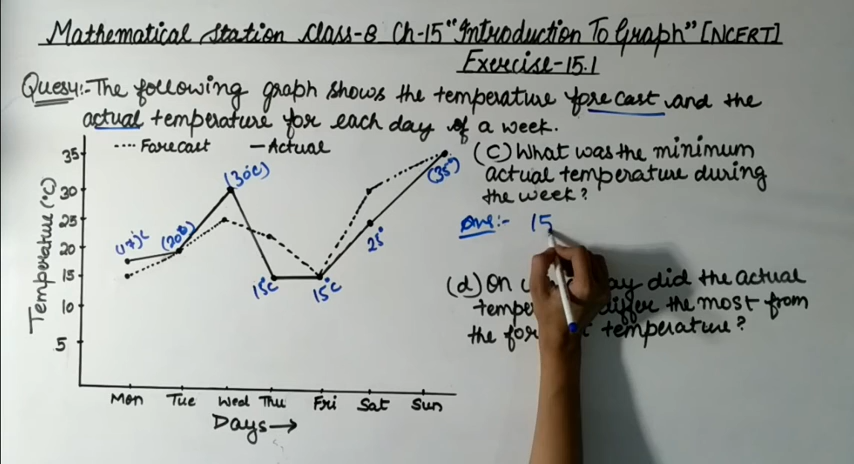 Mathematical Station Class-8 Ch-15 "Introduction To Graph" [NCERT]
Exercise-15.1
Ques4:- The following graph shows the temperature forecast and the
actual temperature for each day of a week.
.... Forecast — Actual
35
30
25
20
15
10
5
Temperature (°C)
(20°)
(30°C)
15°C
15°C
25°
(35°)
Mon Tue Wed Thu Fri Sat Sun
Days→
(C) What was the minimum
actual temperature during
the week?
Ans:- 15
(d) On day did the actual
differ the most from
the temperature?